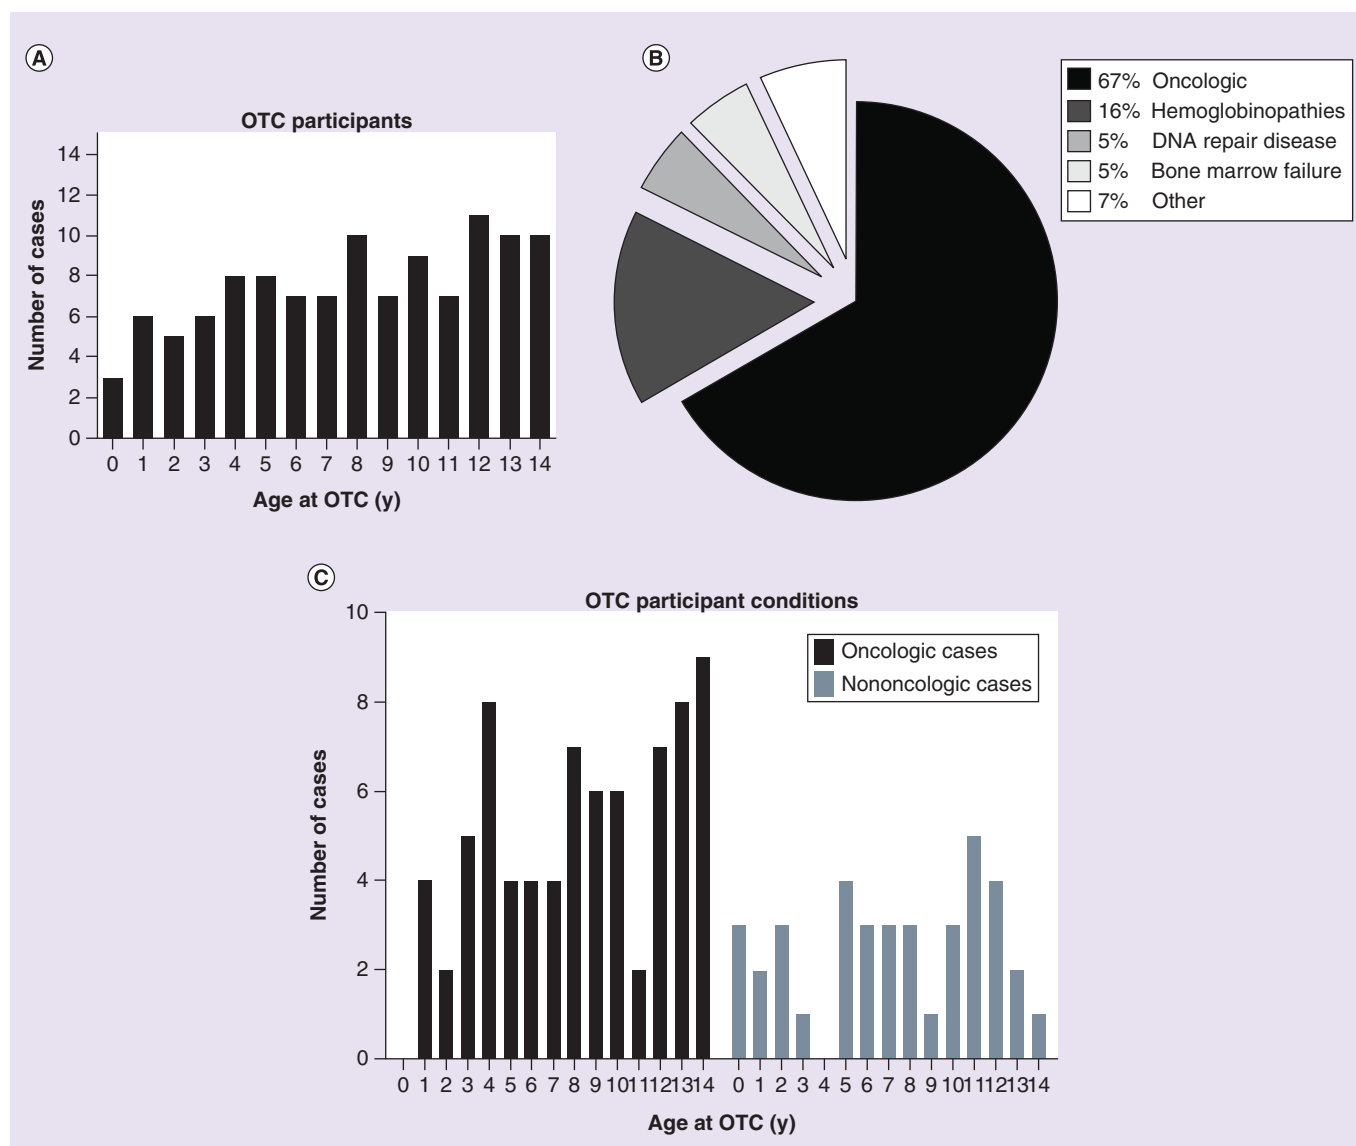 A
OTC participants
Number of cases
14
12
10
8
6
4
2
0
0 1 2 3 4 5 6 7 8 9 10 11 12 13 14
Age at OTC (y)
B
67% Oncologic
16% Hemoglobinopathies
5% DNA repair disease
5% Bone marrow failure
7% Other
C
OTC participant conditions
Number of cases
10
8
6
4
2
0
Oncologic cases
Nononcologic cases
0 1 2 3 4 5 6 7 8 9 10 11 12 13 14 0 1 2 3 4 5 6 7 8 9 10 11 12 13 14
Age at OTC (y)